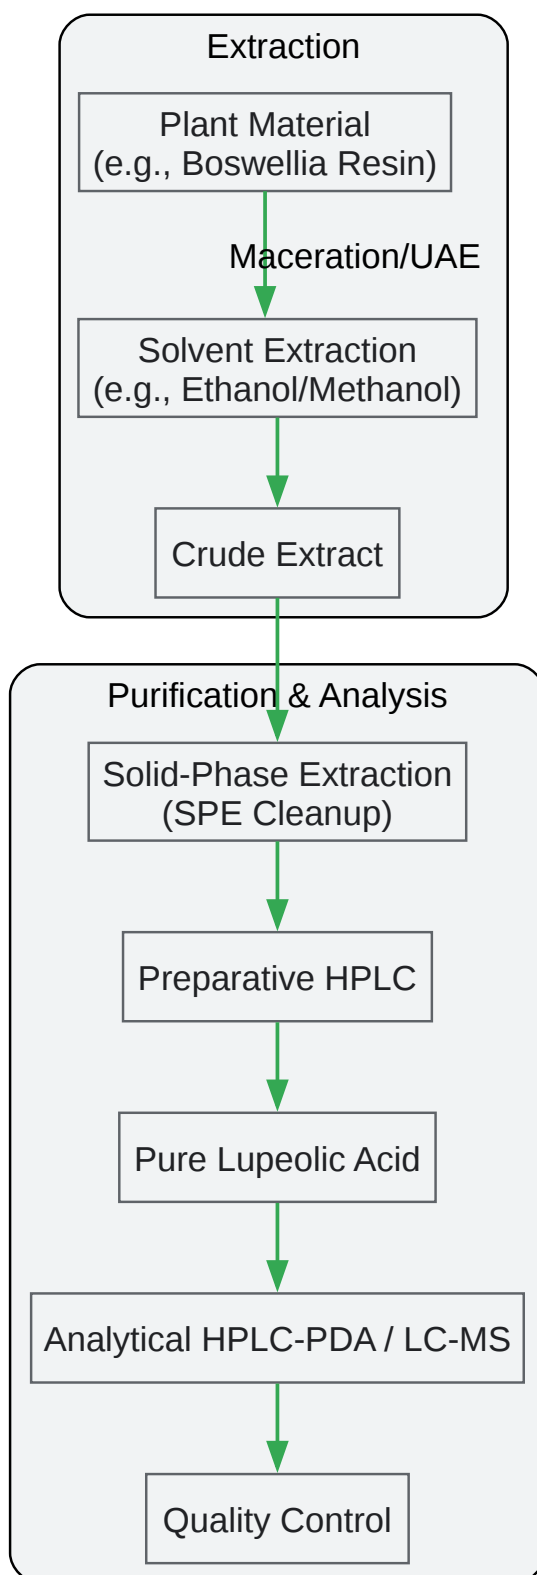 Extraction
Plant Material
(e.g., Boswellia Resin)
Maceration/UAE
Solvent Extraction
(e.g., Ethanol/Methanol)
Crude Extract
Purification & Analysis
Solid-Phase Extraction
(SPE Cleanup)
Preparative HPLC
Pure Lupeolic Acid
Analytical HPLC-PDA / LC-MS
Quality Control